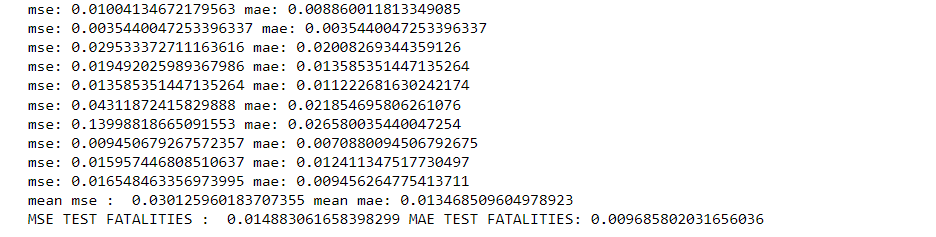 mse: 0.01004134672179563 mae: 0.008860011813349085
mse: 0.0035440047253396337 mae: 0.0035440047253396337
mse: 0.029533372711163616 mae: 0.02008269344359126
mse: 0.019492025989367986 mae: 0.013585351447135264
mse: 0.013585351447135264 mae: 0.011222681630242174
mse: 0.04311872415829888 mae: 0.021854695806261076
mse: 0.13998818665091553 mae: 0.026580035440047254
mse: 0.009450679267572357 mae: 0.0070880094506792675
mse: 0.015957446808510637 mae: 0.012411347517730497
mse: 0.016548463356973995 mae: 0.009456264775413711
mean mse :  0.030125960183707355 mean mae: 0.013468509604978923
MSE TEST FATALITIES :  0.014883061658398299 MAE TEST FATALITIES: 0.009685802031656036